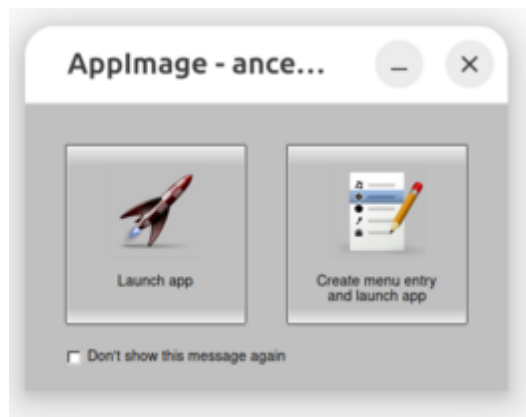 AppImage - ance...
Launch app
Create menu entry
and launch app
Don't show this message again